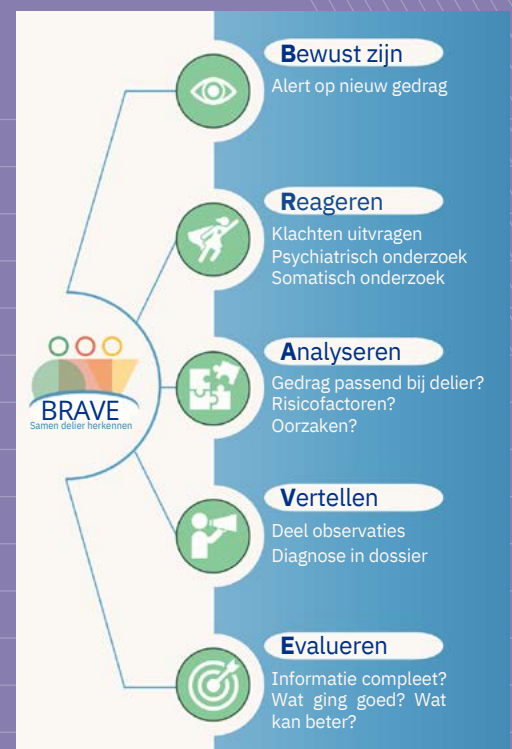 Bewust zijn
Alert op nieuw gedrag
Reageren
Klachten uitvragen
Psychiatrisch onderzoek
Somatisch onderzoek
BRAVE
Samen delier herkennen
Analyseren
Gedrag passend bij delier?
Risicofactoren?
Oorzaken?
Vertellen
Deel observaties
Diagnose in dossier
Evalueren
Informatie compleet?
Wat ging goed? Wat
kan beter?